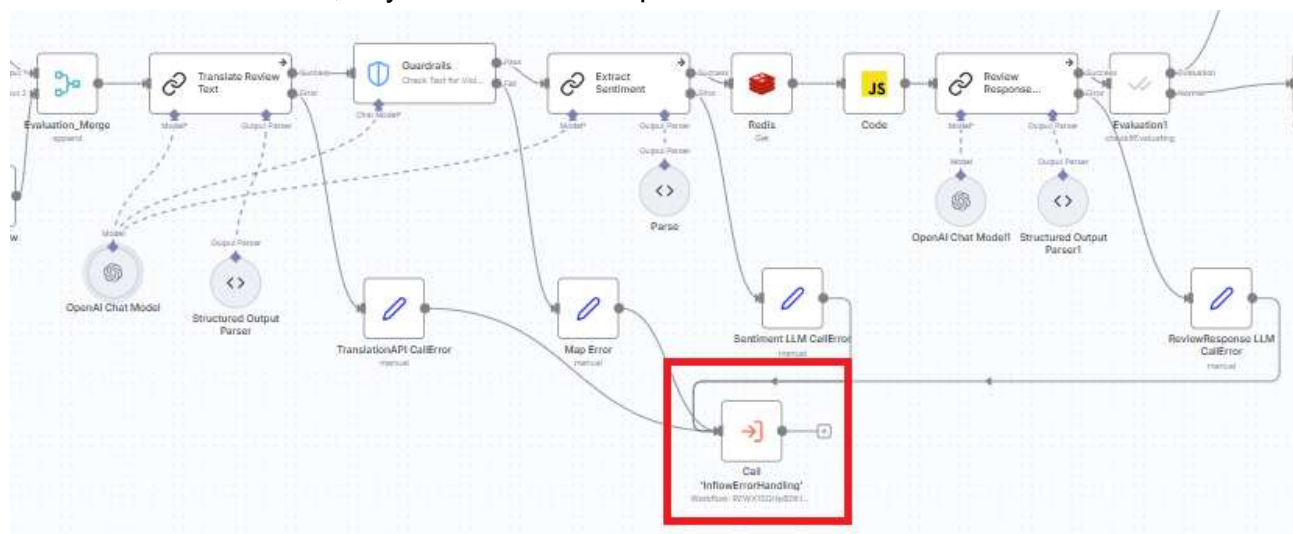 Evaluation_Merge
append
Translate Review
Text
Success
Error
Model*
Output Parser
Guardrails
Check Text for Viol...
Pass
Fail
Chat Model*
Extract
Sentiment
Success
Error
Model*
Output Parser
Output Parser
Parse
Redis
Get
JS
Code
Review
Response...
Success
Error
Model*
Output Parser
Model
Output Parser
OpenAI Chat Model1
Structured Output
Parser1
Evaluation1
checkIfEvaluating
Evaluation
Normal
Model
OpenAI Chat Model
Output Parser
Structured Output
Parser
TranslationAPI CallError
manual
Map Error
manual
Sentiment LLM CallError
manual
ReviewResponse LLM
CallError
manual
Call
'InflowErrorHandling'